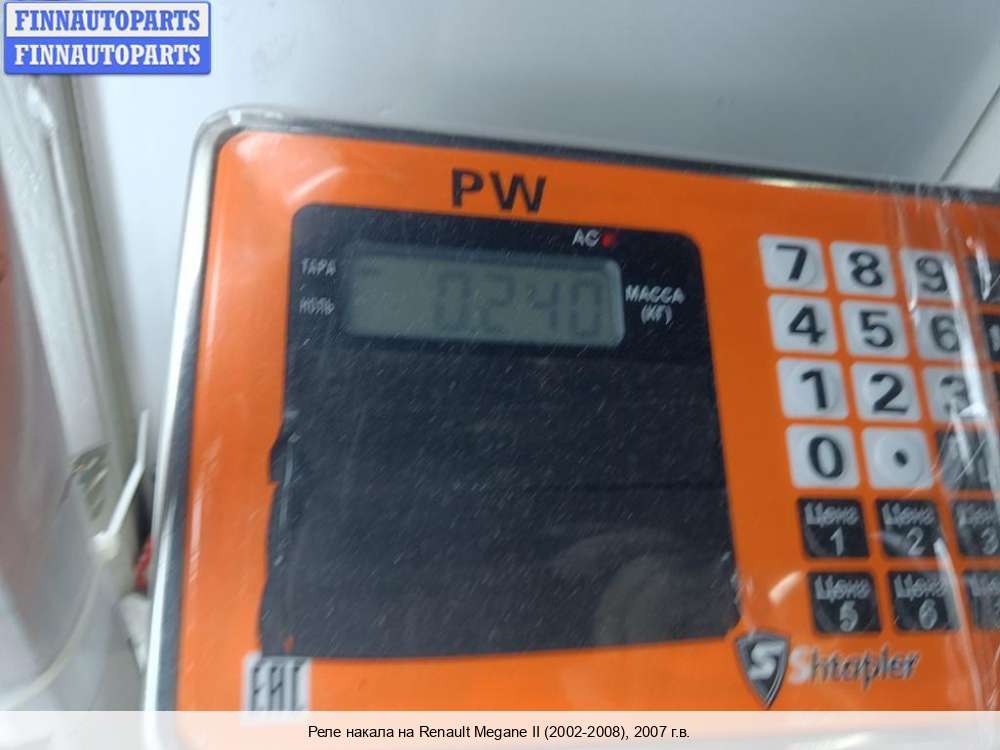 FINNAUTOPARTS
FINNAUTOPARTS
PW
AC
ТАРА
НОЛЬ
0.240
МАССА
(КГ)
7 8 9
4 5 6
1 2 3
0 .
Цена 1 Цена 2 Цена 3
Цена 5 Цена 6
S Shtapler
EAC
Реле накала на Renault Megane II (2002-2008), 2007 г.в.